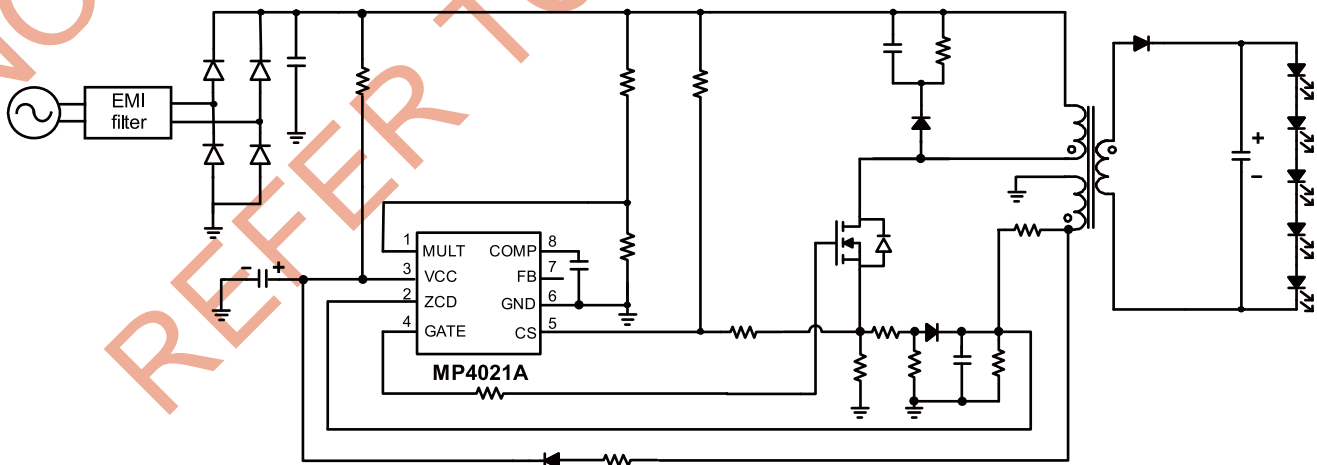 NO
REFER TO
EMI
filter
1
MULT
COMP
8
3
VCC
FB
7
2
ZCD
GND
6
4
GATE
CS
5
MP4021A
+
−
− +